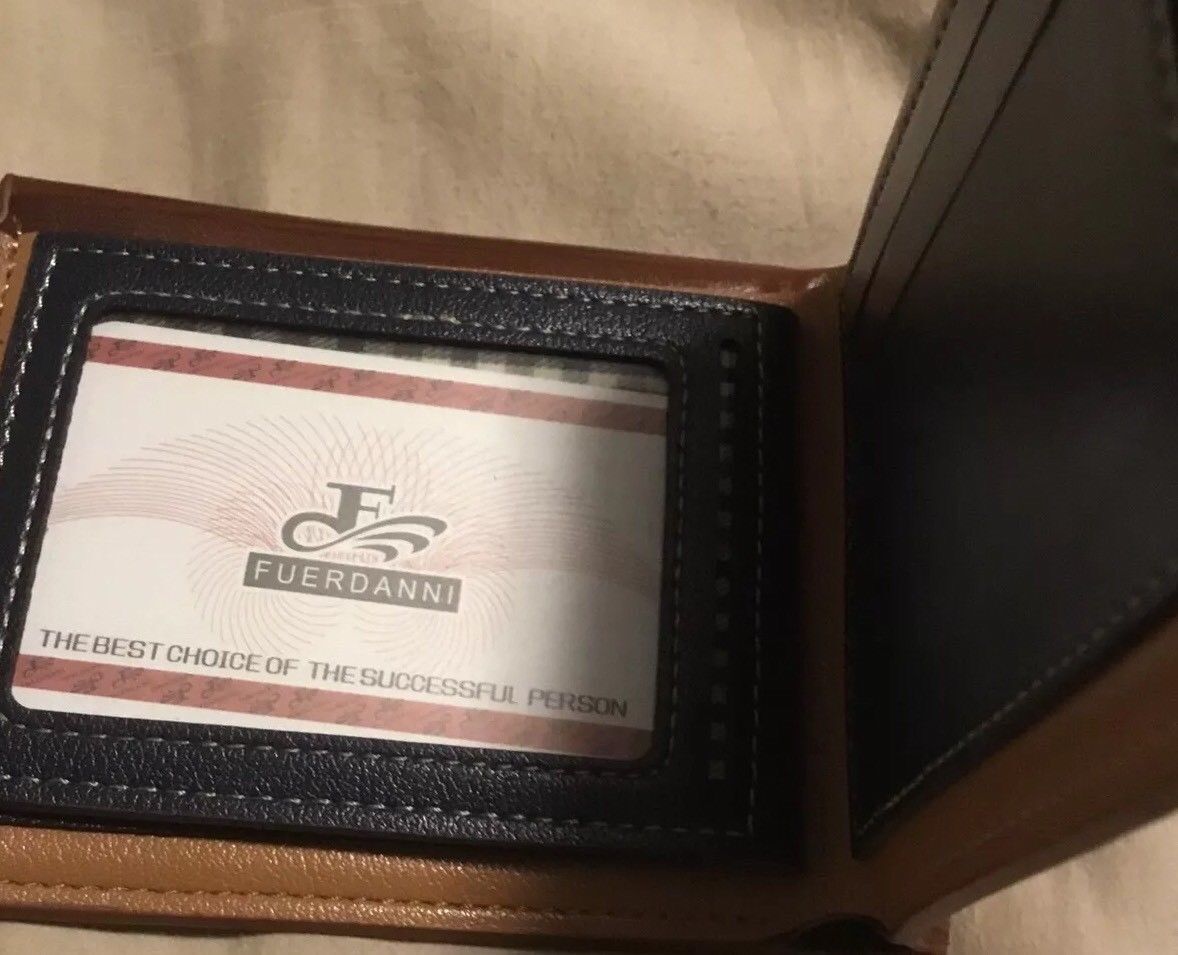 F
FUERDANNI
THE BEST CHOICE OF THE SUCCESSFUL PERSON